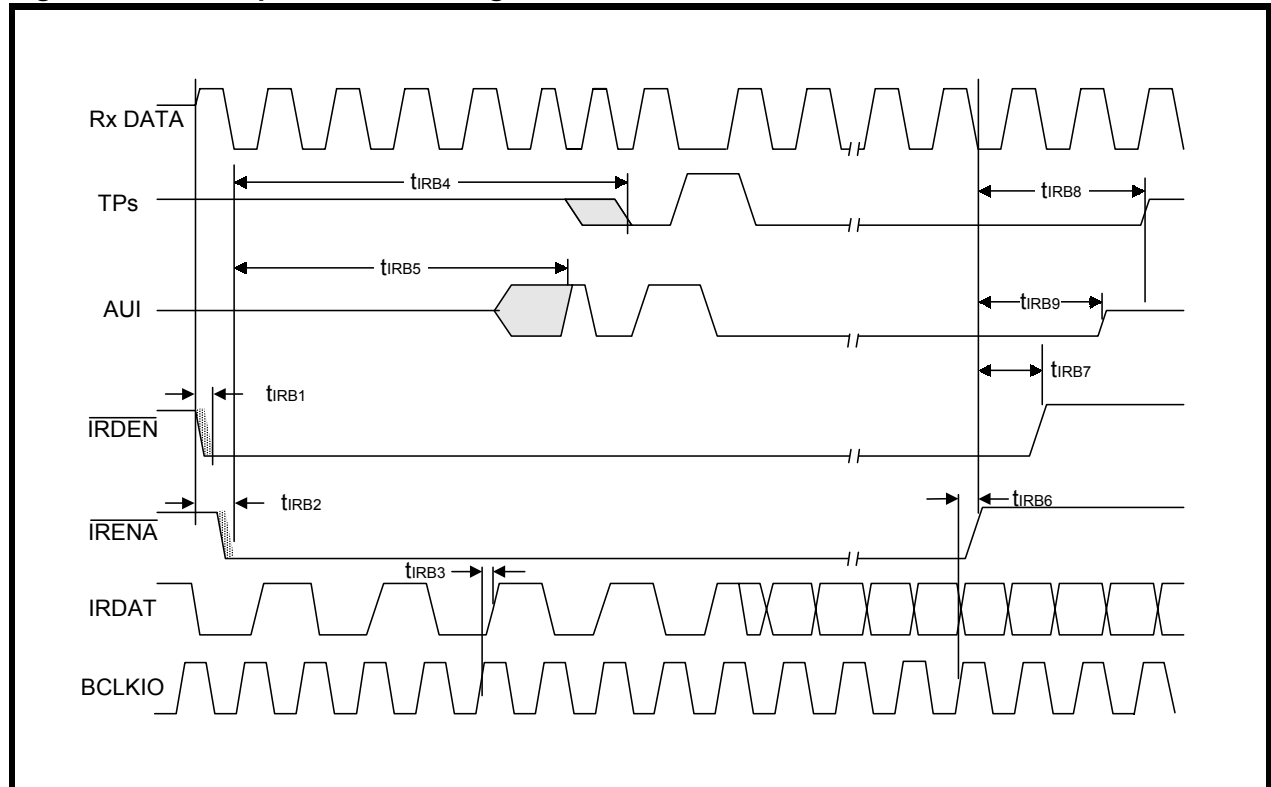 Rx DATA
tIRB4
tIRB8
TPs
tIRB5
AUI
tIRB9
tIRB7
tIRB1
IRDEN
tIRB2
tIRB6
IRENA
tIRB3
IRDAT
BCLKIO